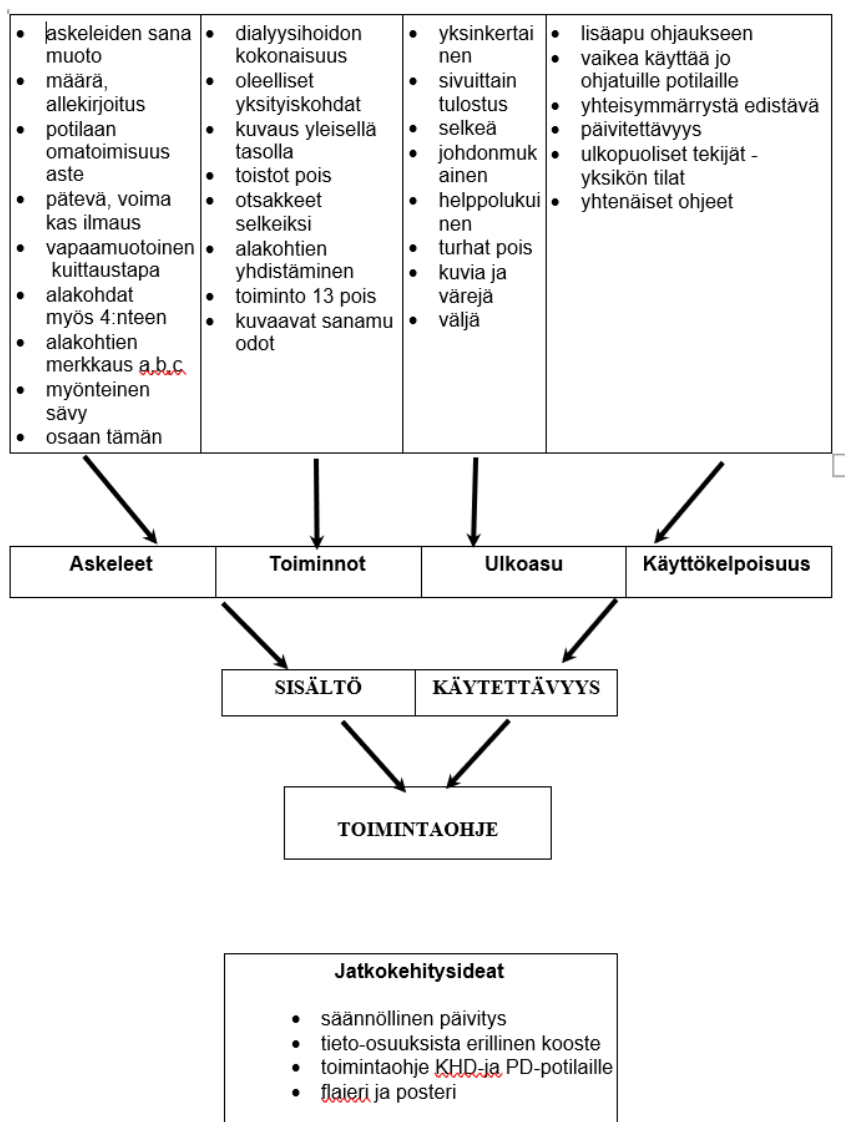 • askeleiden sana
muoto
• määrä,
allekirjoitus
• potilaan
omatoimisuus
aste
• pätevä, voima
kas ilmaus
• vapaamuotoinen
kuittaustapa
• alakohdat
myös 4:nteen
• alakohtien
merkkaus a,b,c
• myönteinen
sävy
• osaan tämän
• dialyysihoidon
kokonaisuus
• oleelliset
yksityiskohdat
• kuvaus yleisellä
tasolla
• toistot pois
• otsakkeet
selkeiksi
• alakohtien
yhdistäminen
• toiminto 13 pois
• kuvaavat sanamu
odot
• yksinkertai
nen
• sivuittain
tulostus
• selkeä
• johdonmuk
ainen
• helppolukui
nen
• turhat pois
• kuvia ja
värejä
• väljä
• lisäapu ohjaukseen
• vaikea käyttää jo
ohjatuille potilaille
• yhteisymmärrystä edistävä
• päivitettävyys
• ulkopuoliset tekijät -
yksikön tilat
• yhtenäiset ohjeet
Askeleet Toiminnot Ulkoasu Käyttökelpoisuus
SISÄLTÖ KÄYTETTÄVYYS
TOIMINTAOHJE
Jatkokehitysideat
• säännöllinen päivitys
• tieto-osuuksista erillinen kooste
• toimintaohje KHD-ja PD-potilaille
• flaieri ja posteri